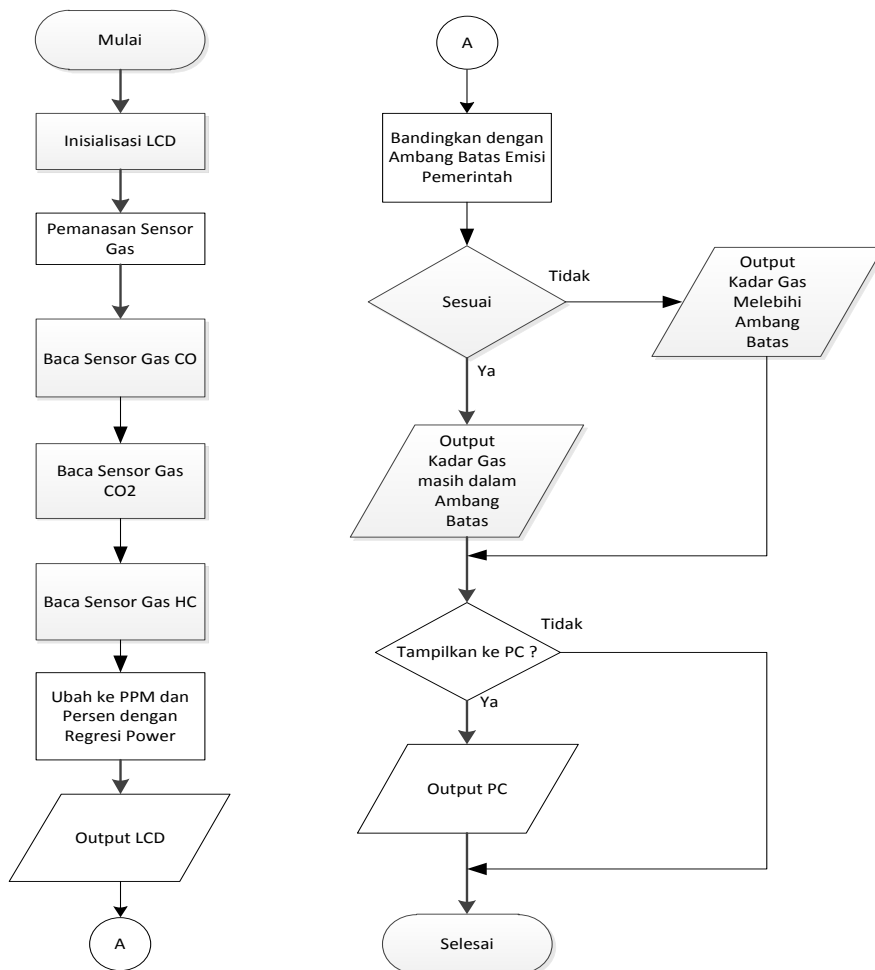 Mulai
Inisialisasi LCD
Pemanasan Sensor
Gas
Baca Sensor Gas CO
Baca Sensor Gas
CO2
Baca Sensor Gas HC
Ubah ke PPM dan
Persen dengan
Regresi Power
Output LCD
A
A
Bandingkan dengan
Ambang Batas Emisi
Pemerintah
Sesuai
Tidak
Output
Kadar Gas
Melebihi
Ambang
Batas
Ya
Output
Kadar Gas
masih dalam
Ambang
Batas
Tampilkan ke PC ?
Tidak
Ya
Output PC
Selesai